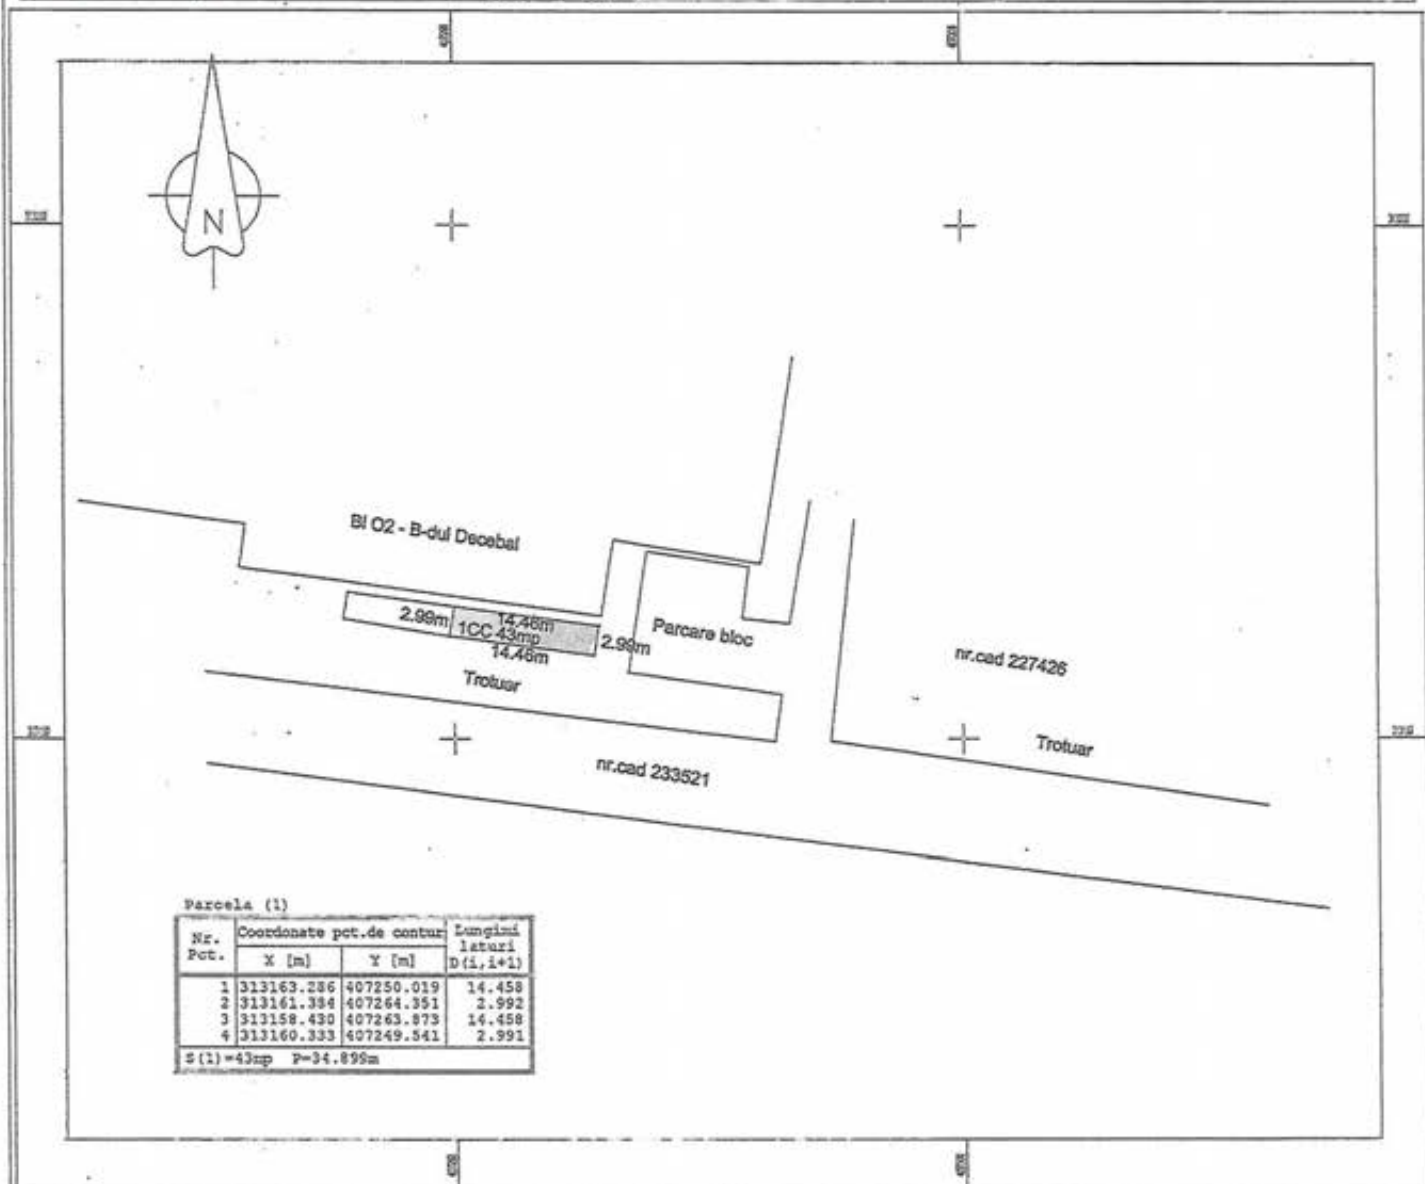 N
Bl O2 - B-dul Decebal
2.99m
14.46m
1CC 43mp
2.99m
14.46m
Parcare bloc
Trotuar
nr.cad 227426
Trotuar
nr.cad 233521
Parcela (1)
Nr. Pct. Coordonate pct.de contur Lungimi laturi D(i,i+1)
X [m] Y [m]
1 313163.286 407250.019 14.458
2 313161.384 407264.351 2.992
3 313158.430 407263.873 14.458
4 313160.333 407249.541 2.991
S(1)=43mp P=34.899m